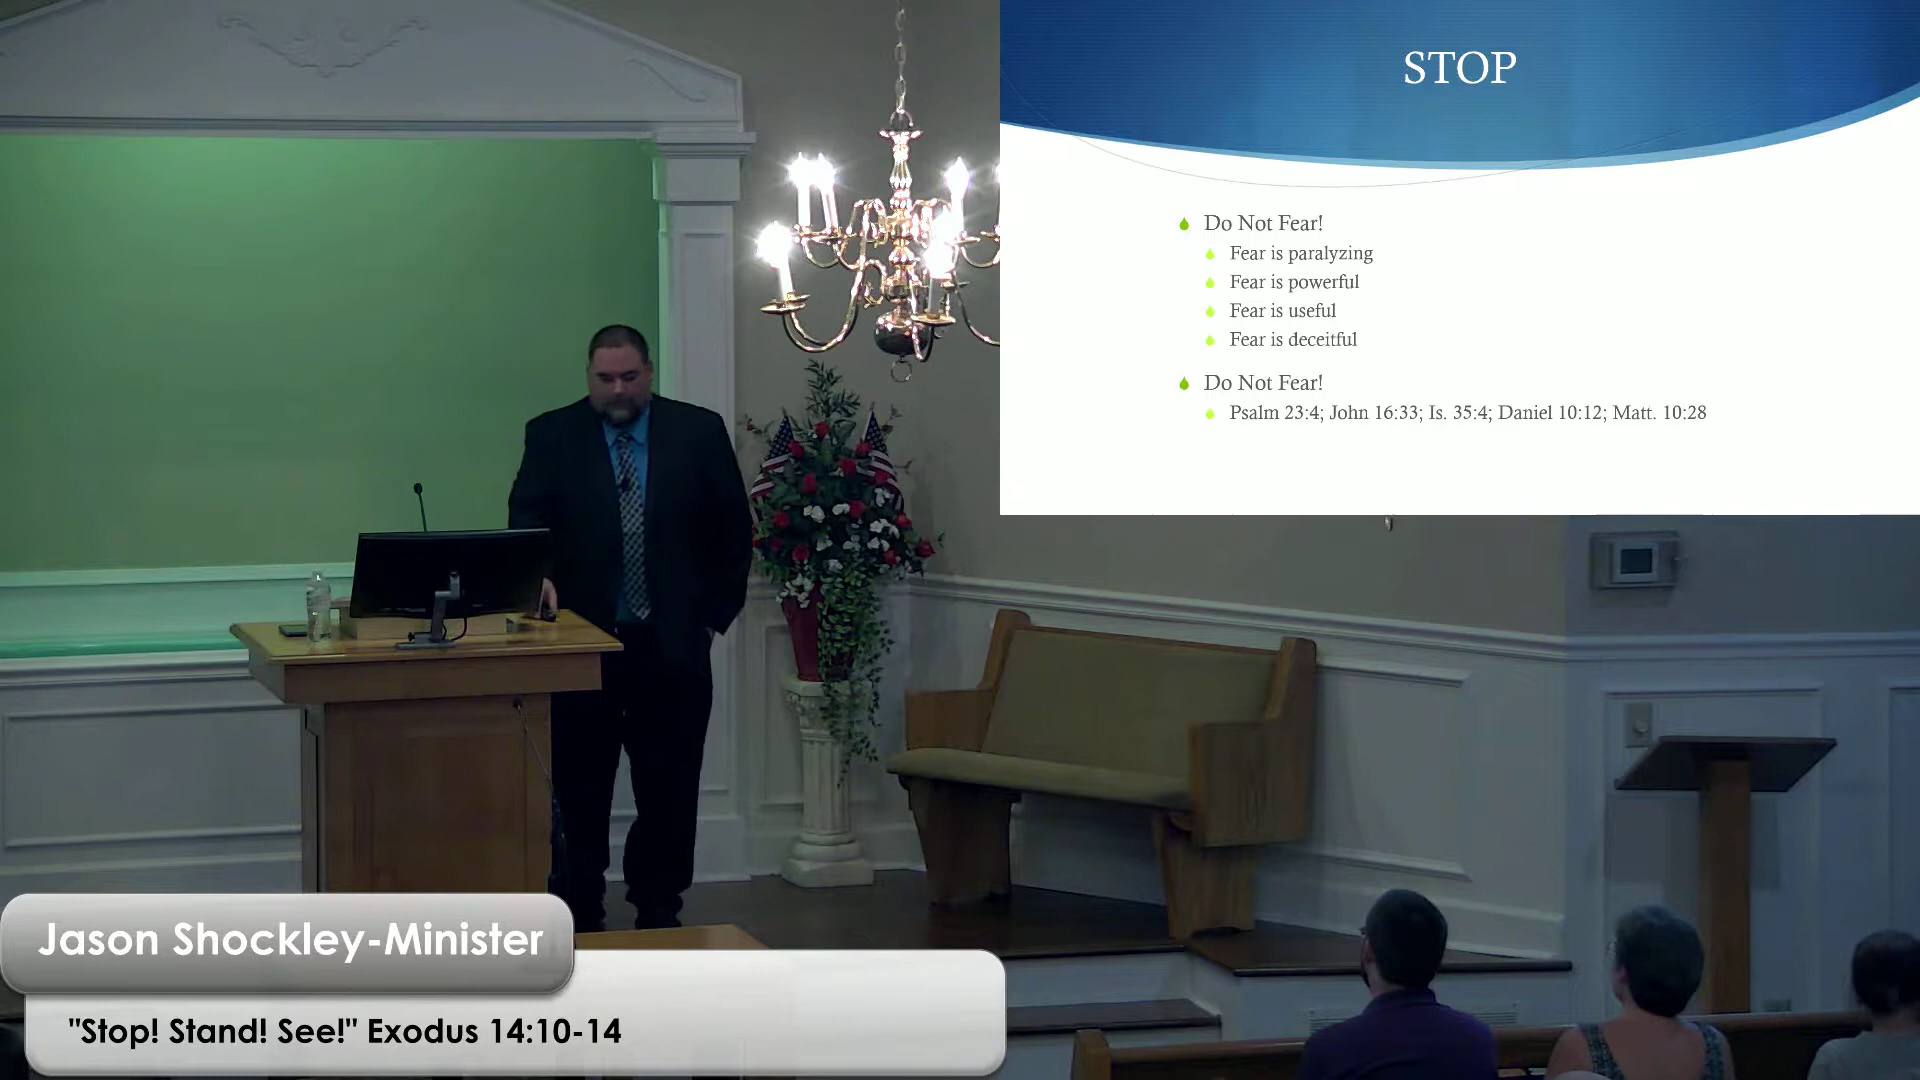 STOP
Do Not Fear!
Fear is paralyzing
Fear is powerful
Fear is useful
Fear is deceitful
Do Not Fear!
Psalm 23:4; John 16:33; Is. 35:4; Daniel 10:12; Matt. 10:28
Jason Shockley-Minister
"Stop! Stand! See!" Exodus 14:10-14